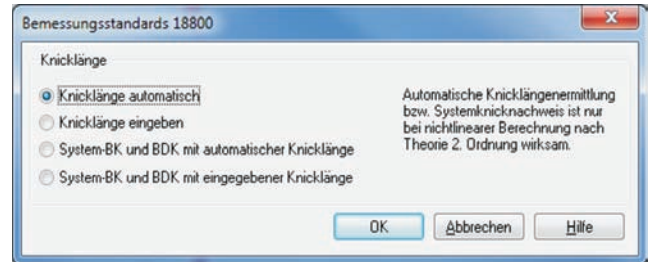 Bemessungsstandards 18800
Knicklänge
Knicklänge automatisch
Knicklänge eingeben
System-BK und BDK mit automatischer Knicklänge
System-BK und BDK mit eingegebener Knicklänge
Automatische Knicklängenermittlung
bzw. Systemknicknachweis ist nur
bei nichtlinearer Berechnung nach
Theorie 2. Ordnung wirksam.
OK
Abbrechen
Hilfe